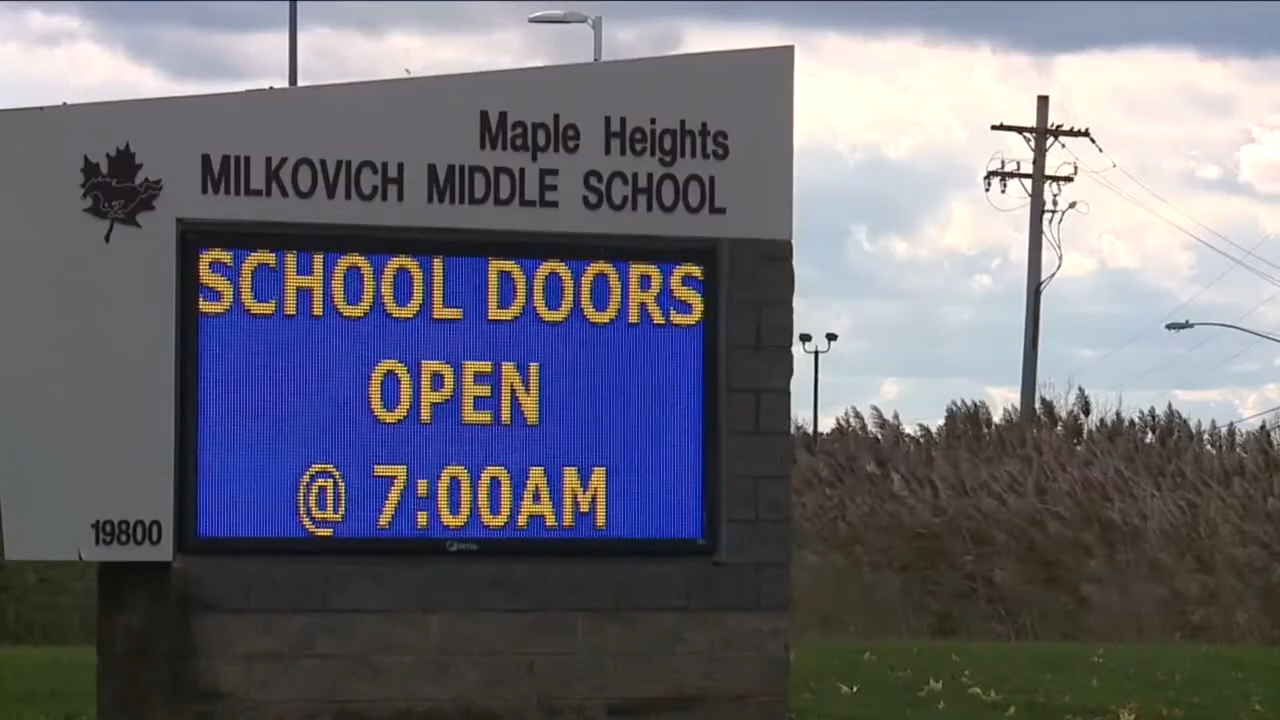 Maple Heights
MILKOVICH MIDDLE SCHOOL
SCHOOL DOORS
OPEN
@ 7:00AM
19800